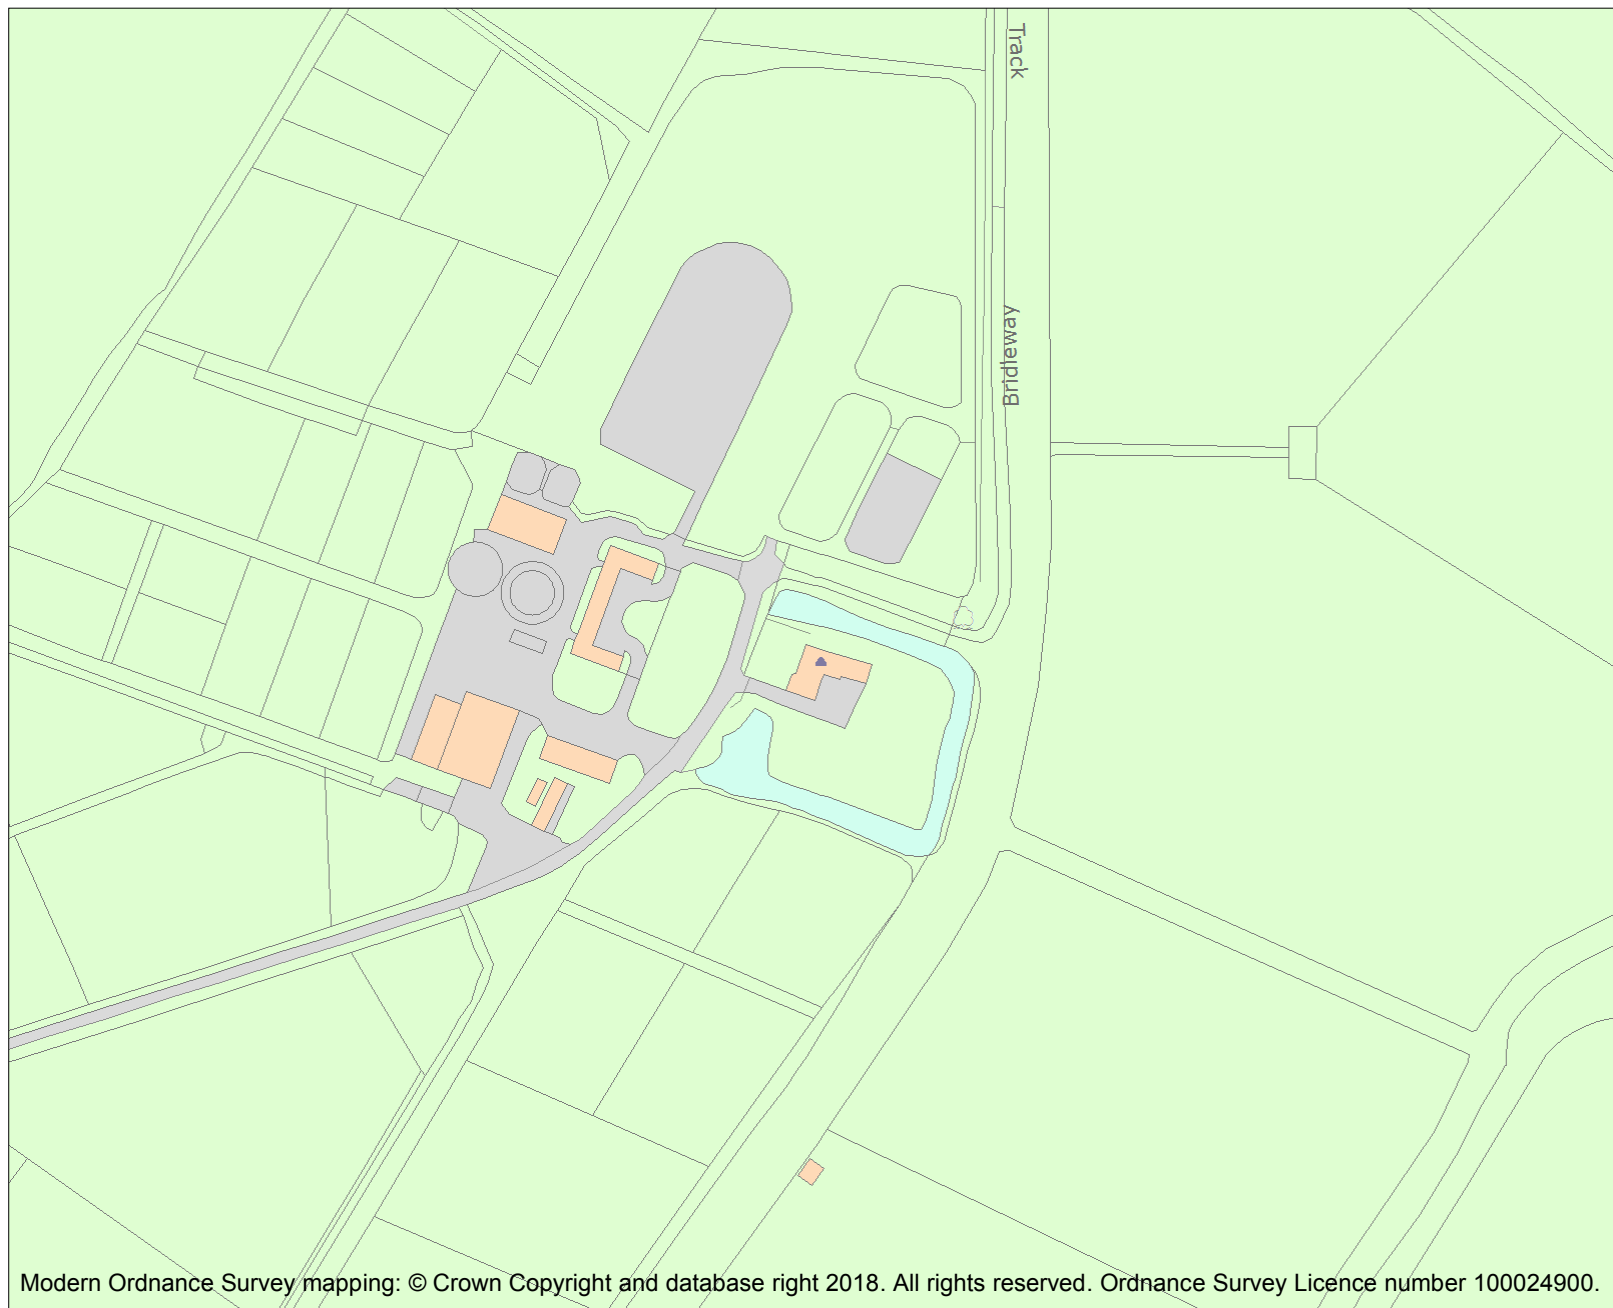 Track
Bridleway
Modern Ordnance Survey mapping: © Crown Copyright and database right 2018. All rights reserved. Ordnance Survey Licence number 100024900.